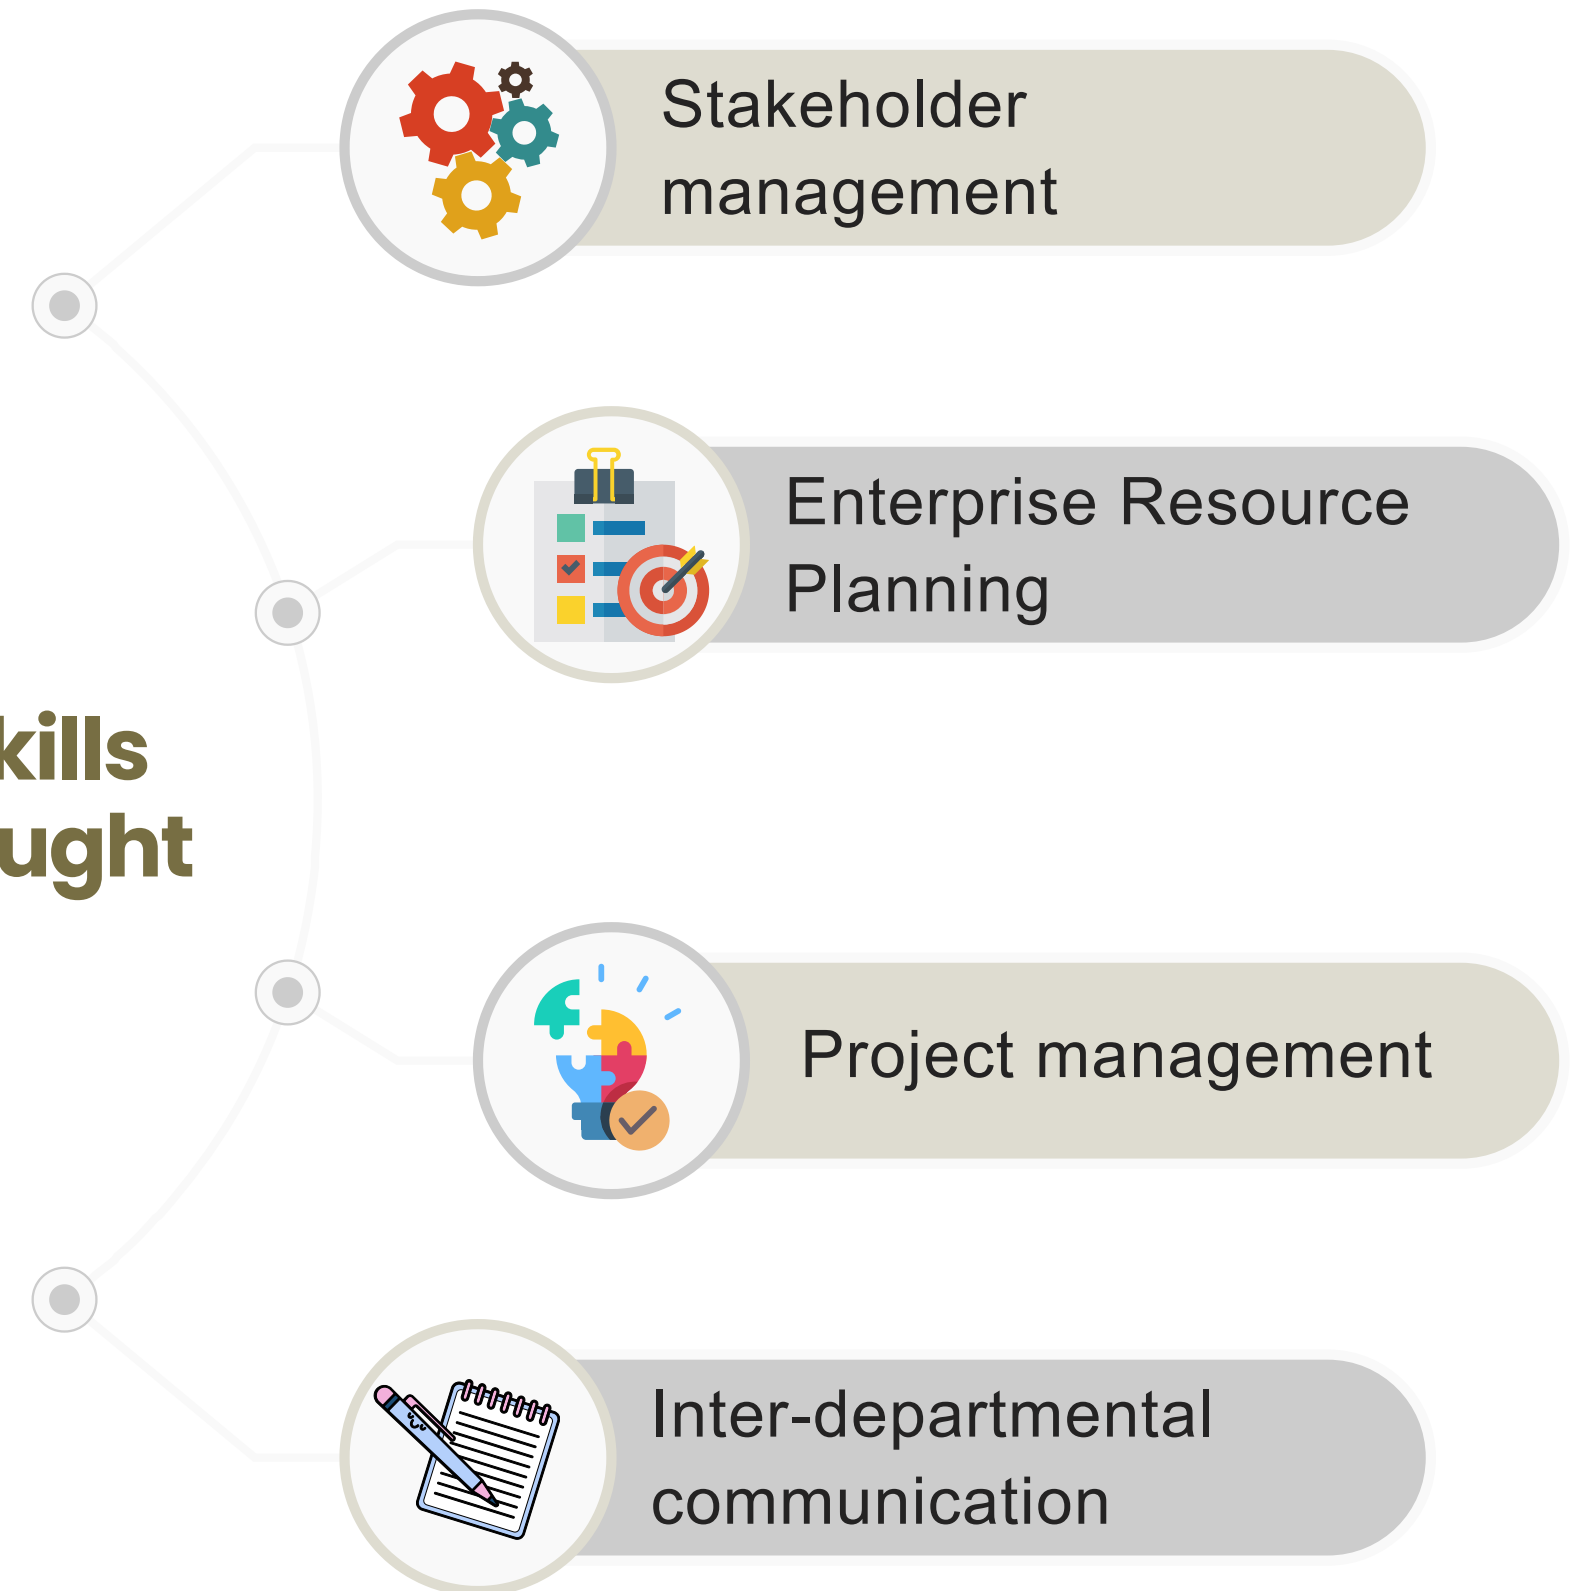 Stakeholder
management
Enterprise Resource
Planning
kills
ught
Project management
Inter-departmental
communication